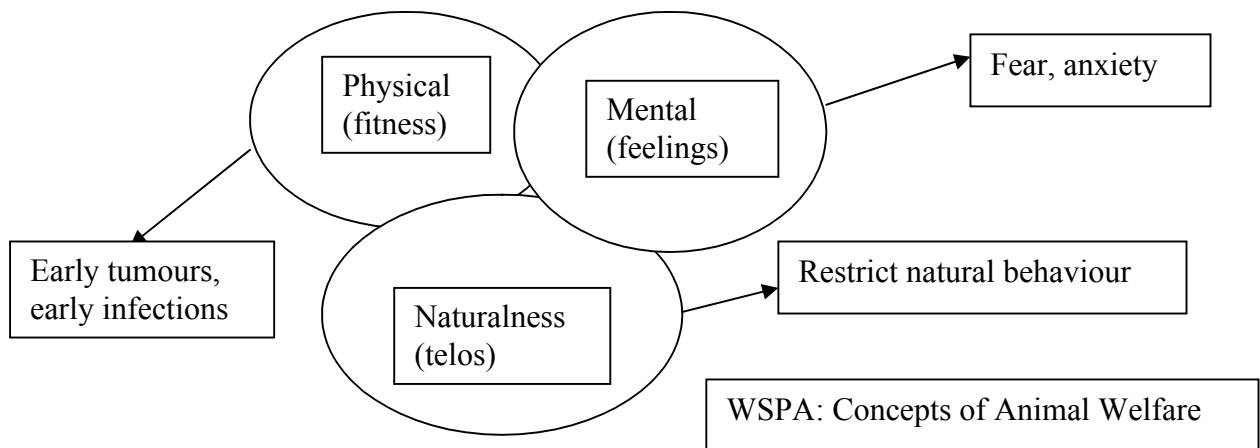 Physical
(fitness)
Mental
(feelings)
Fear, anxiety
Early tumours,
early infections
Naturalness
(telos)
Restrict natural behaviour
WSPA: Concepts of Animal Welfare